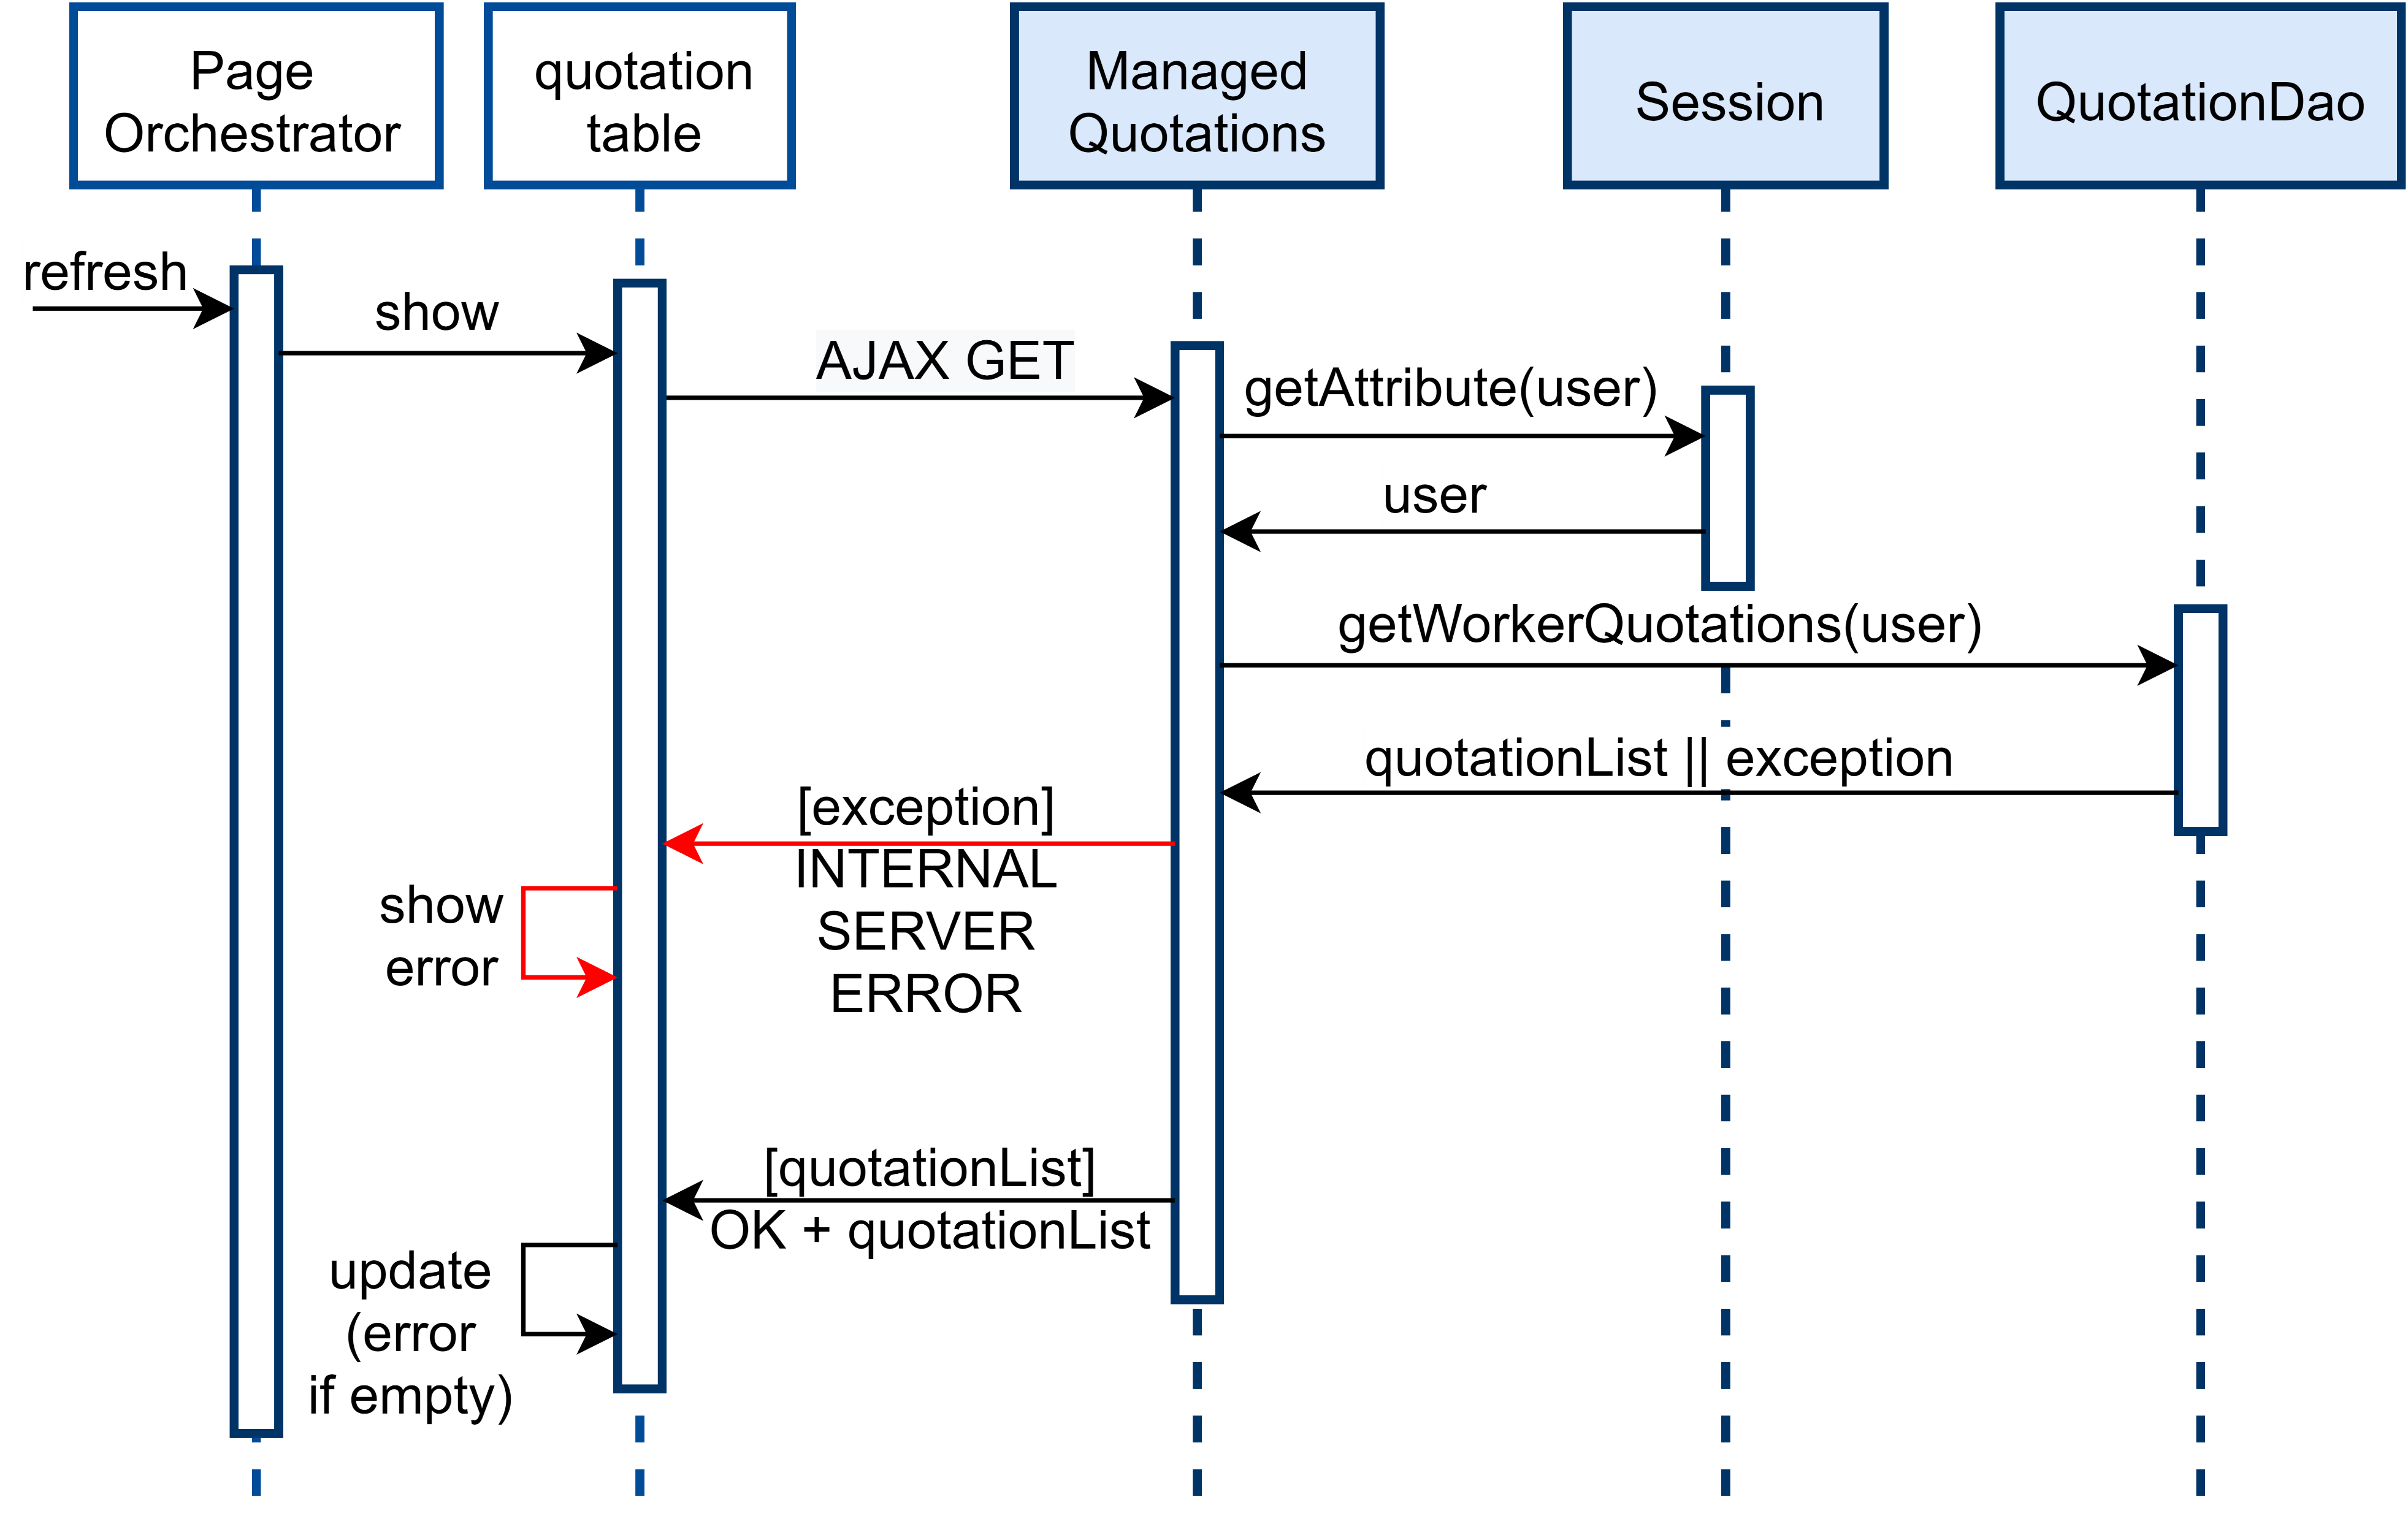 Page
Orchestrator
quotation
table
Managed
Quotations
Session
QuotationDao
refresh
show
AJAX GET
getAttribute(user)
user
getWorkerQuotations(user)
quotationList || exception
[exception]
INTERNAL
SERVER
ERROR
show
error
[quotationList]
OK + quotationList
update
(error
if empty)